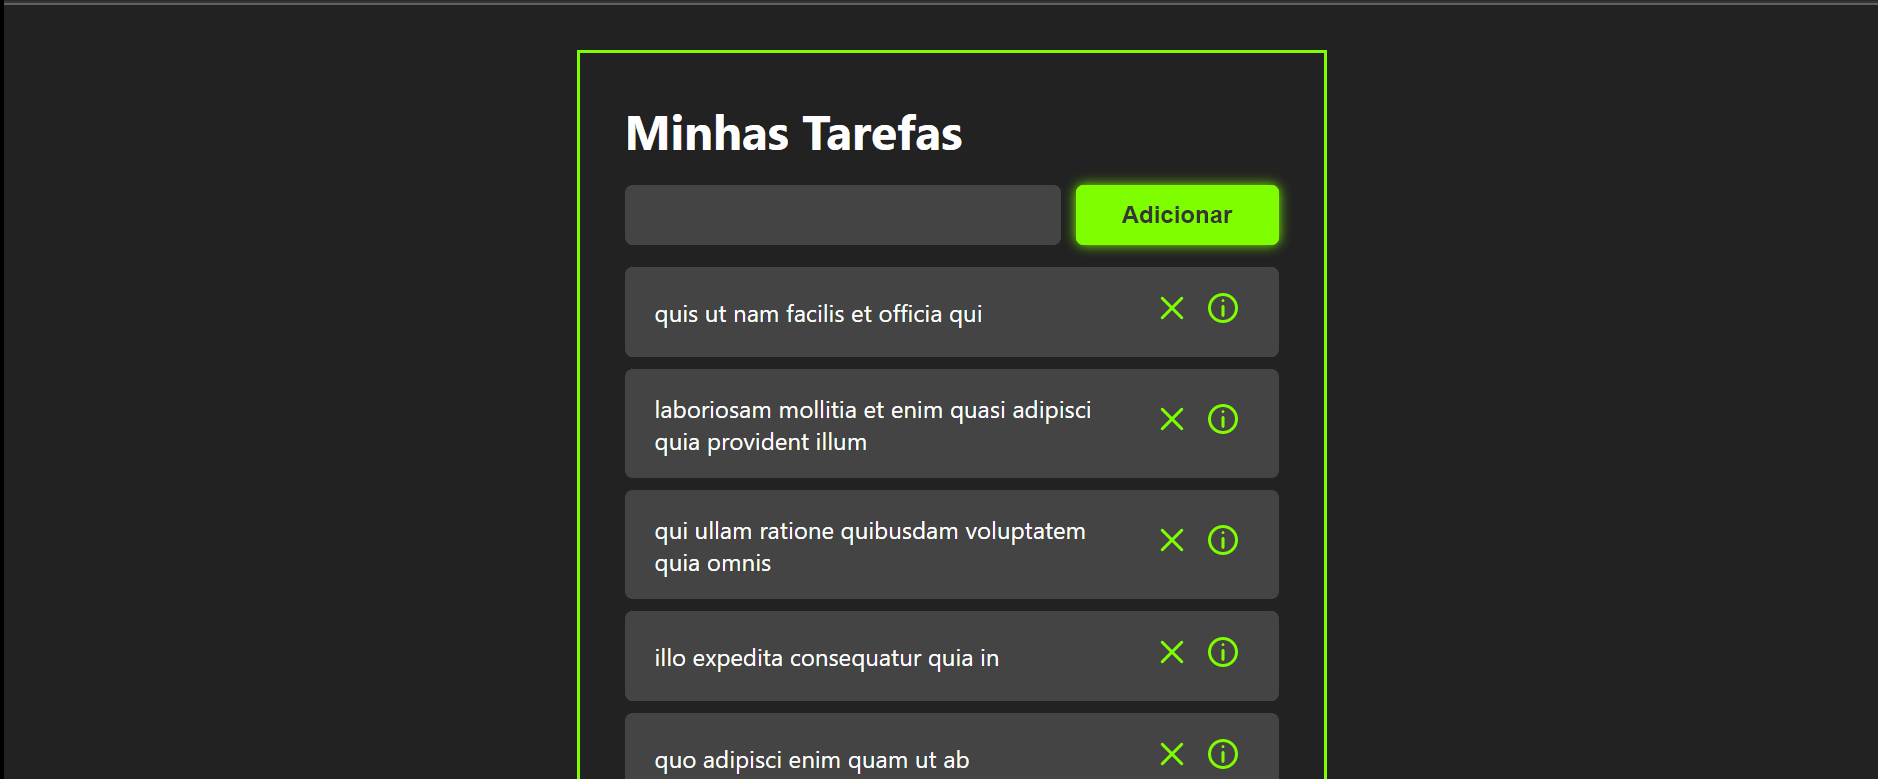 Minhas Tarefas
Adicionar
quis ut nam facilis et officia qui
laboriosam mollitia et enim quasi adipisci
quia provident illum
qui ullam ratione quibusdam voluptatem
quia omnis
illo expedita consequatur quia in
quo adipisci enim quam ut ab